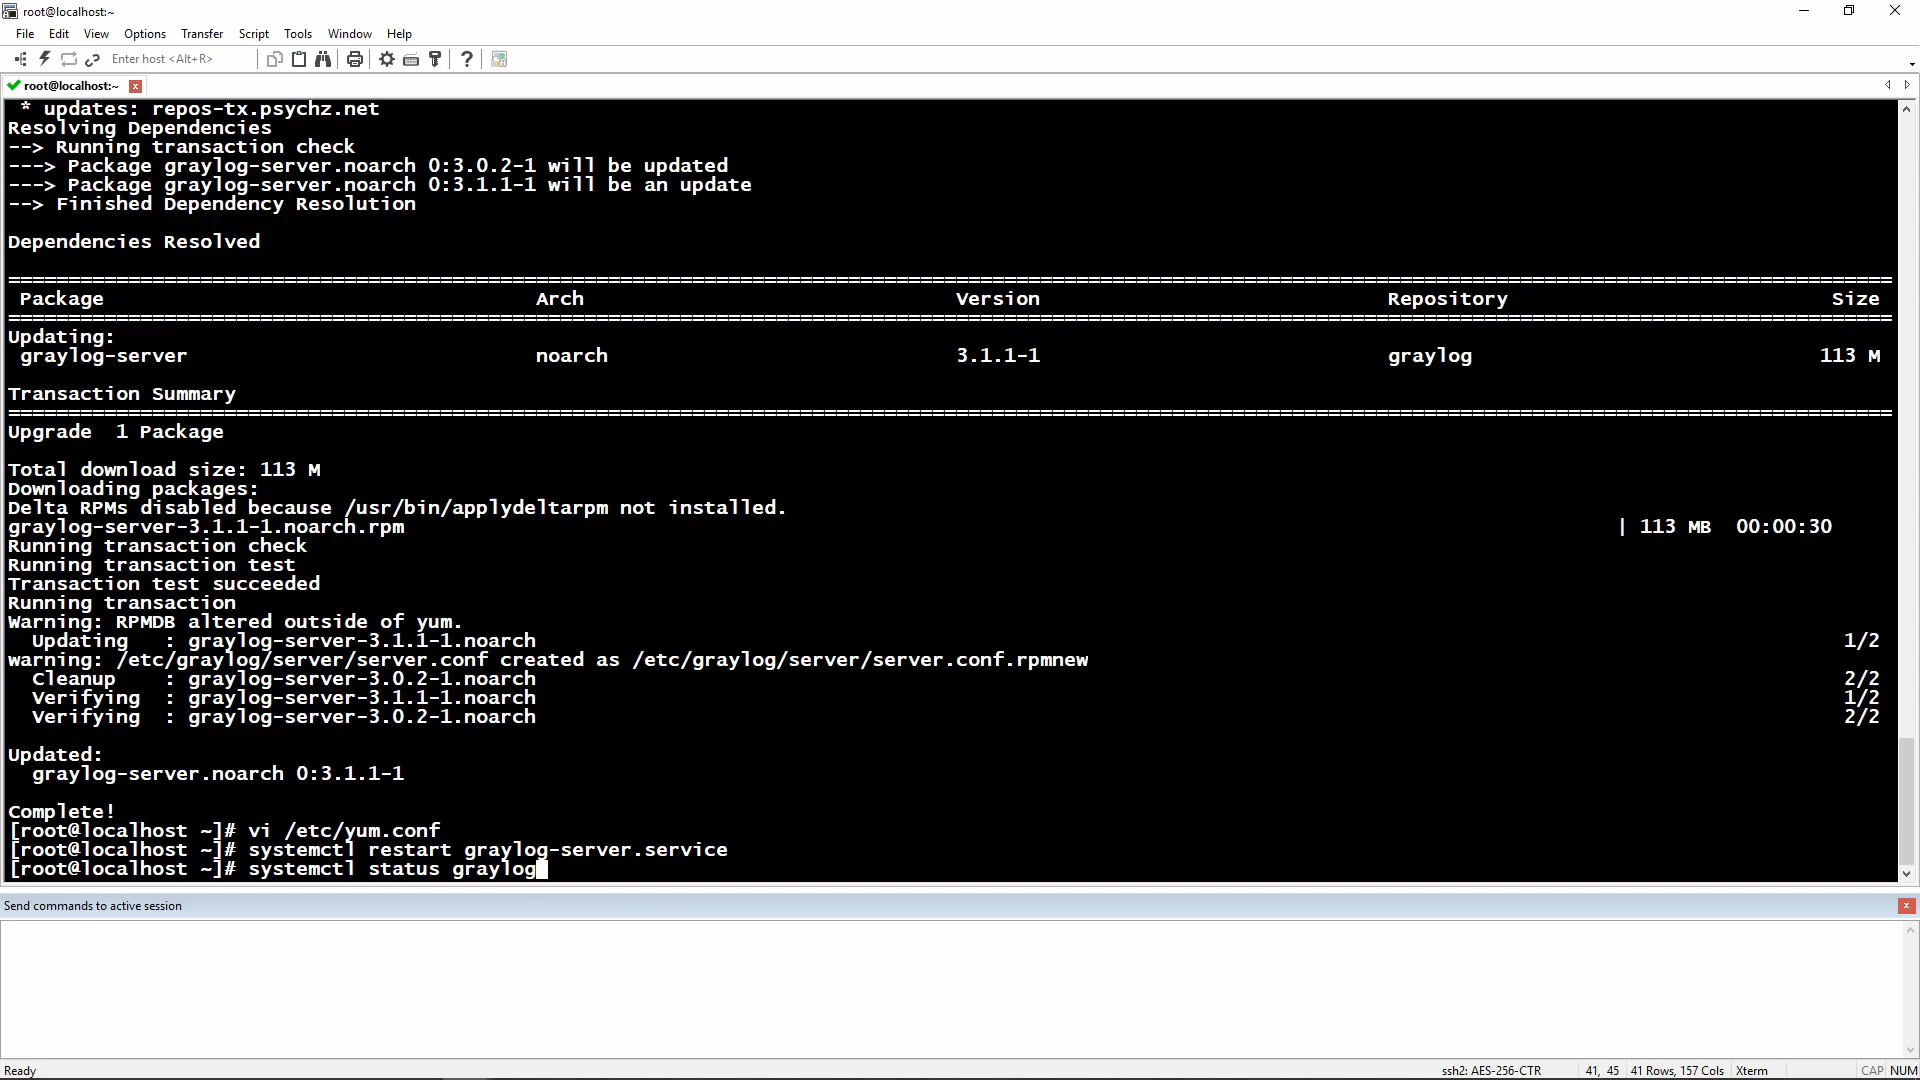 root@localhost:~
File Edit View Options Transfer Script Tools Window Help
Enter host <Alt+R>
root@localhost:~
* updates: repos-tx.psychz.net
Resolving Dependencies
--> Running transaction check
---> Package graylog-server.noarch 0:3.0.2-1 will be updated
---> Package graylog-server.noarch 0:3.1.1-1 will be an update
--> Finished Dependency Resolution
Dependencies Resolved
================================================================================
Package Arch Version Repository Size
================================================================================
Updating:
graylog-server noarch 3.1.1-1 graylog 113 M
Transaction Summary
================================================================================
Upgrade 1 Package
Total download size: 113 M
Downloading packages:
Delta RPMs disabled because /usr/bin/applydeltarpm not installed.
graylog-server-3.1.1-1.noarch.rpm | 113 MB 00:00:30
Running transaction check
Running transaction test
Transaction test succeeded
Running transaction
Warning: RPMDB altered outside of yum.
Updating : graylog-server-3.1.1-1.noarch 1/2
warning: /etc/graylog/server/server.conf created as /etc/graylog/server/server.conf.rpmnew
Cleanup : graylog-server-3.0.2-1.noarch 2/2
Verifying : graylog-server-3.1.1-1.noarch 1/2
Verifying : graylog-server-3.0.2-1.noarch 2/2
Updated:
graylog-server.noarch 0:3.1.1-1
Complete!
[root@localhost ~]# vi /etc/yum.conf
[root@localhost ~]# systemctl restart graylog-server.service
[root@localhost ~]# systemctl status graylog
Send commands to active session
Ready ssh2: AES-256-CTR 41, 45 41 Rows, 157 Cols Xterm CAP NUM